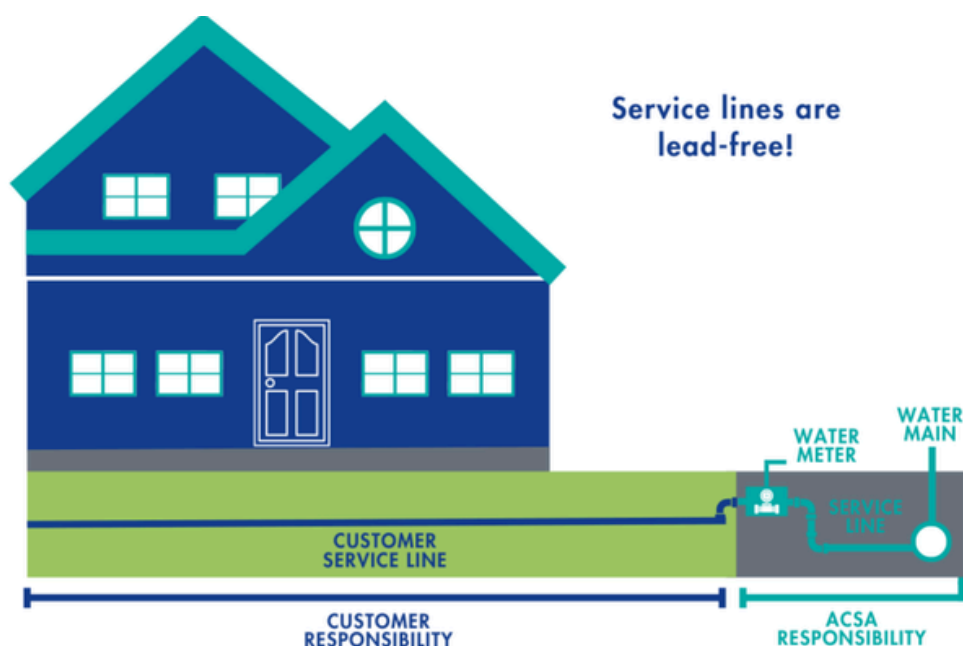 Service lines are
lead-free!
WATER
MAIN
WATER
METER
SERVICE
LINE
CUSTOMER
SERVICE LINE
CUSTOMER
RESPONSIBILITY
ACSA
RESPONSIBILITY